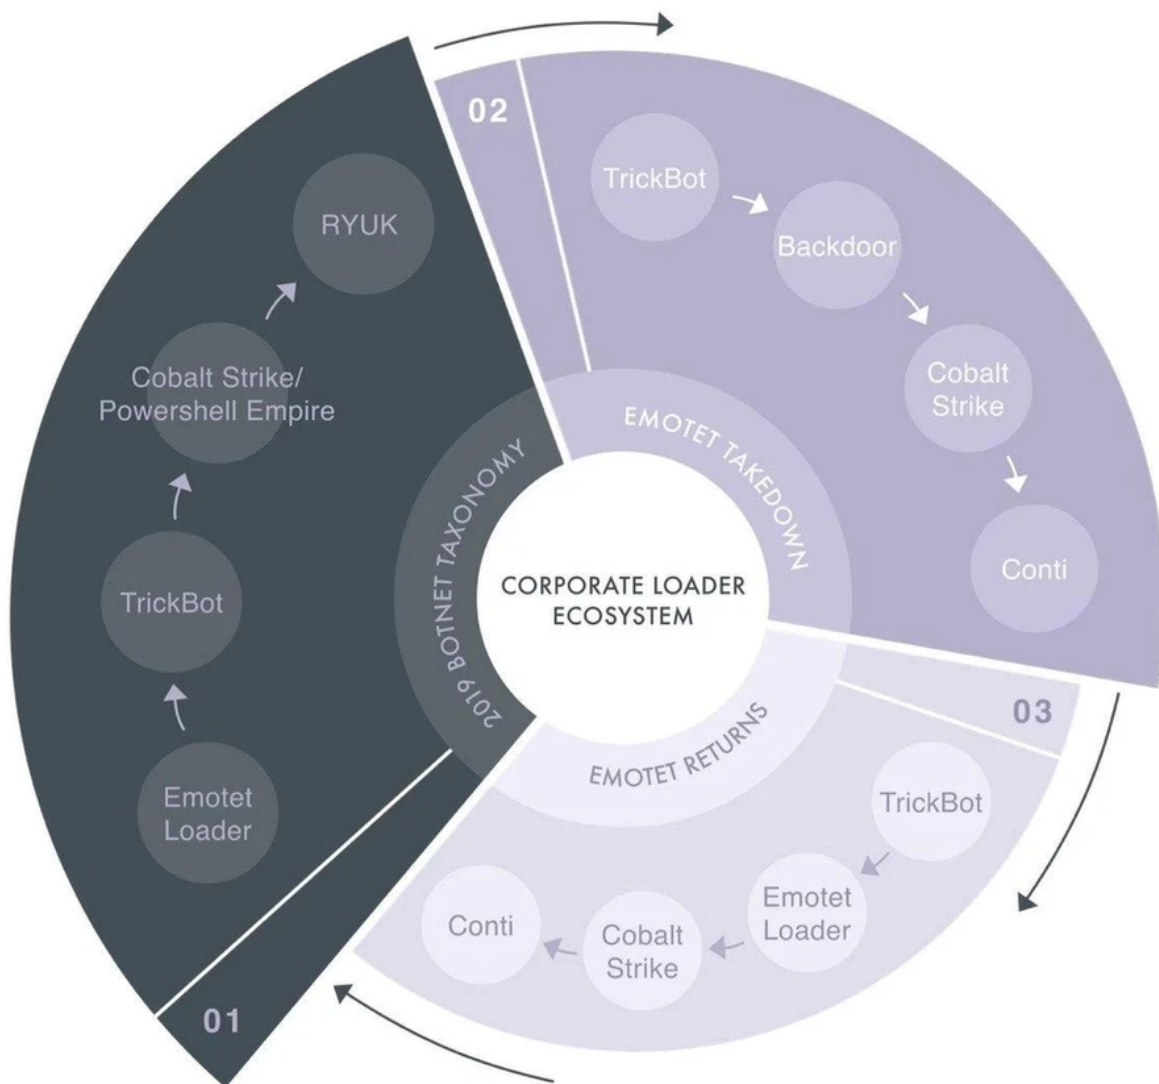 CORPORATE LOADER
ECOSYSTEM
01
2019 BOTNET TAXONOMY
Emotet
Loader
TrickBot
Cobalt Strike/
Powershell Empire
RYUK
02
EMOTET TAKEDOWN
TrickBot
Backdoor
Cobalt
Strike
Conti
03
EMOTET RETURNS
TrickBot
Emotet
Loader
Cobalt
Strike
Conti